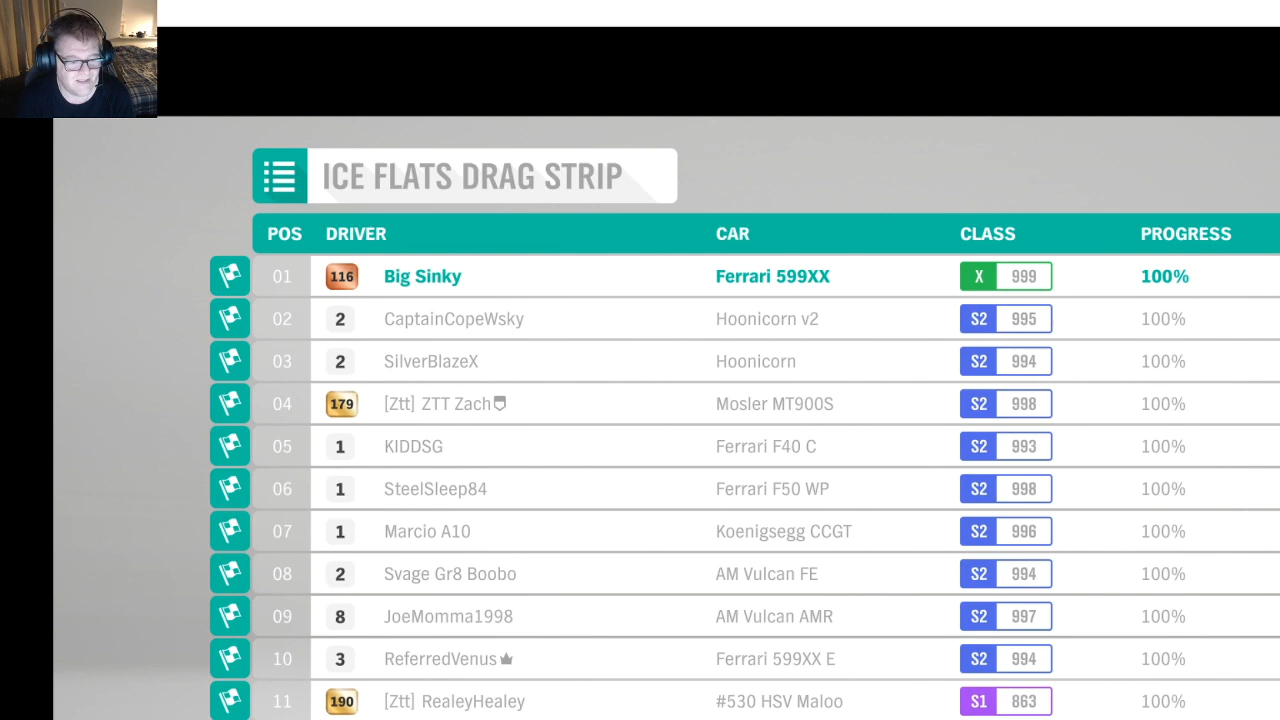 ICE FLATS DRAG STRIP
POS DRIVER CAR CLASS PROGRESS
01 116 Big Sinky Ferrari 599XX X 999 100%
02 2 CaptainCopeWsky Hoonicorn v2 S2 995 100%
03 2 SilverBlazeX Hoonicorn S2 994 100%
04 179 [Ztt] ZTT Zach Mosler MT900S S2 998 100%
05 1 KIDDSG Ferrari F40 C S2 993 100%
06 1 SteelSleep84 Ferrari F50 WP S2 998 100%
07 1 Marcio A10 Koenigsegg CCGT S2 996 100%
08 2 Svage Gr8 Boobo AM Vulcan FE S2 994 100%
09 8 JoeMomma1998 AM Vulcan AMR S2 997 100%
10 3 ReferredVenus Ferrari 599XX E S2 994 100%
11 190 [Ztt] RealeyHealey #530 HSV Maloo S1 863 100%